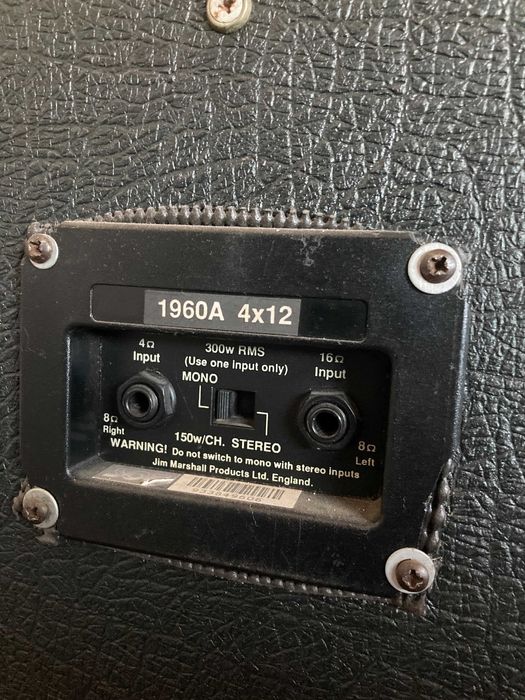 1960A 4x12
4Ω 300w RMS 16Ω
Input (Use one input only) Input
MONO
8Ω 8Ω
Right 150w/CH. STEREO Left
WARNING! Do not switch to mono with stereo inputs
Jim Marshall Products Ltd. England.